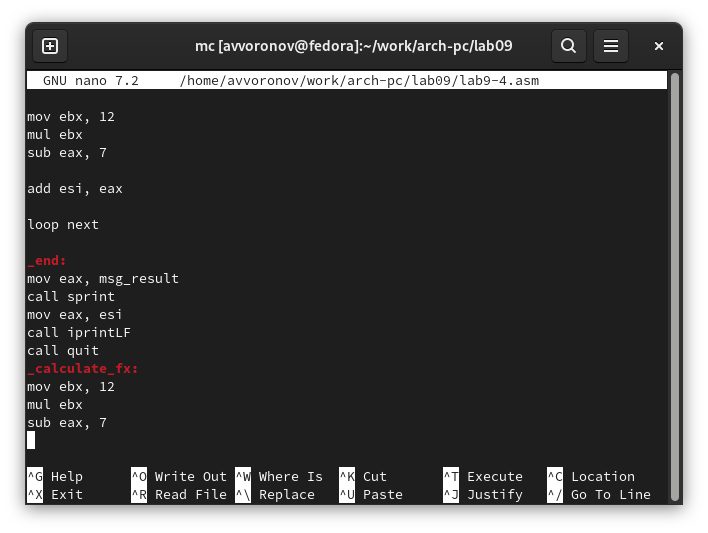 mc [avvoronov@fedora]:~/work/arch-pc/lab09
GNU nano 7.2 /home/avvoronov/work/arch-pc/lab09/lab9-4.asm
mov ebx, 12
mul ebx
sub eax, 7
add esi, eax
loop next
_end:
mov eax, msg_result
call sprint
mov eax, esi
call iprintLF
call quit
_calculate_fx:
mov ebx, 12
mul ebx
sub eax, 7
^G Help ^O Write Out ^W Where Is ^K Cut ^T Execute ^C Location
^X Exit ^R Read File ^\ Replace ^U Paste ^J Justify ^/ Go To Line